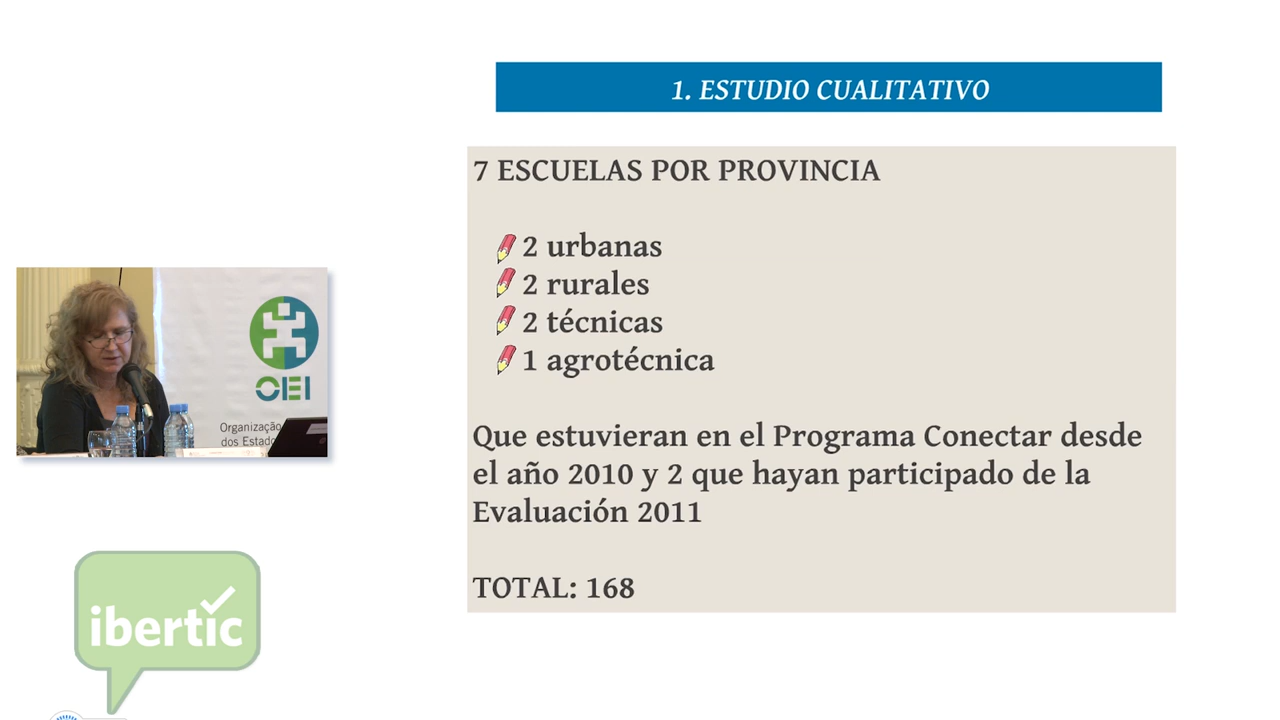 1. ESTUDIO CUALITATIVO
7 ESCUELAS POR PROVINCIA
2 urbanas
2 rurales
2 técnicas
1 agrotécnica
Que estuvieran en el Programa Conectar desde
el año 2010 y 2 que hayan participado de la
Evaluación 2011
TOTAL: 168
OEI
Organização
dos Estado
ibertic